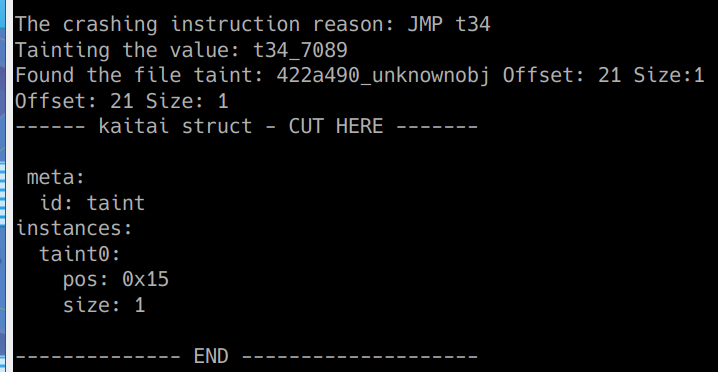 The crashing instruction reason: JMP t34
Tainting the value: t34_7089
Found the file taint: 422a490_unknownobj Offset: 21 Size:1
Offset: 21 Size: 1
------ kaitai struct - CUT HERE -------
meta:
id: taint
instances:
taint0:
pos: 0x15
size: 1
-------------- END --------------------